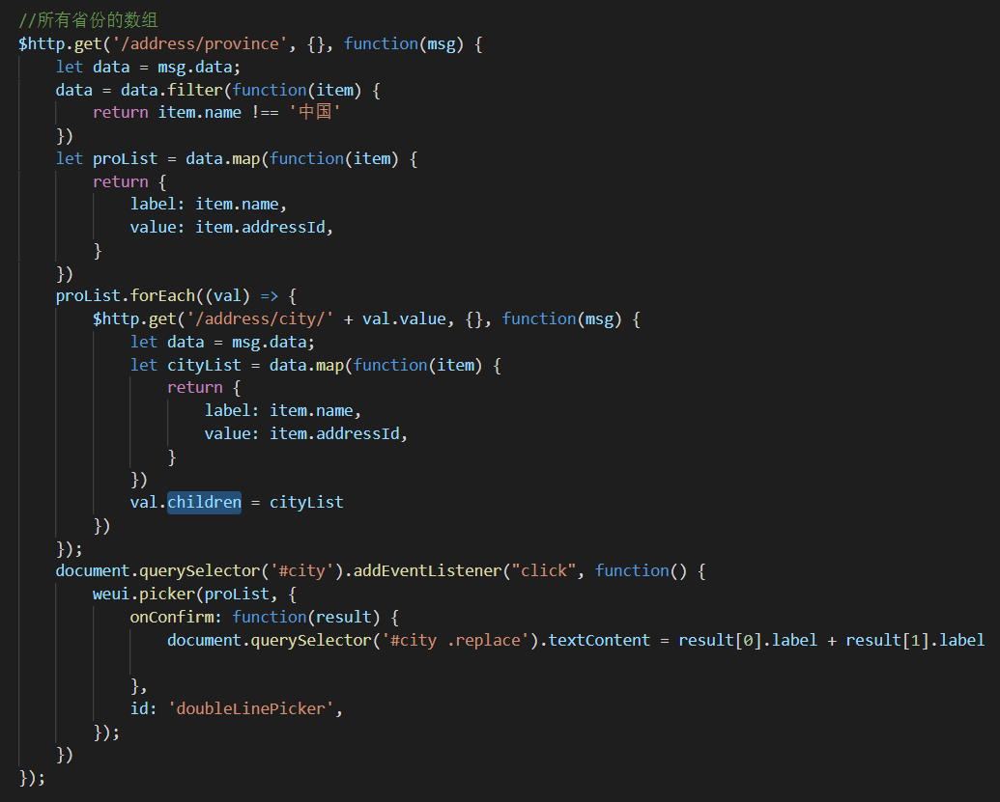 //所有省份的数组
$http.get('/address/province', {}, function(msg) {
    let data = msg.data;
    data = data.filter(function(item) {
        return item.name !== '中国'
    })
    let proList = data.map(function(item) {
        return {
            label: item.name,
            value: item.addressId,
        }
    })
    proList.forEach((val) => {
        $http.get('/address/city/' + val.value, {}, function(msg) {
            let data = msg.data;
            let cityList = data.map(function(item) {
                return {
                    label: item.name,
                    value: item.addressId,
                }
            })
            val.children = cityList
        })
    });
    document.querySelector('#city').addEventListener("click", function() {
        weui.picker(proList, {
            onConfirm: function(result) {
                document.querySelector('#city .replace').textContent = result[0].label + result[1].label

            },
            id: 'doubleLinePicker',
        });
    })
});